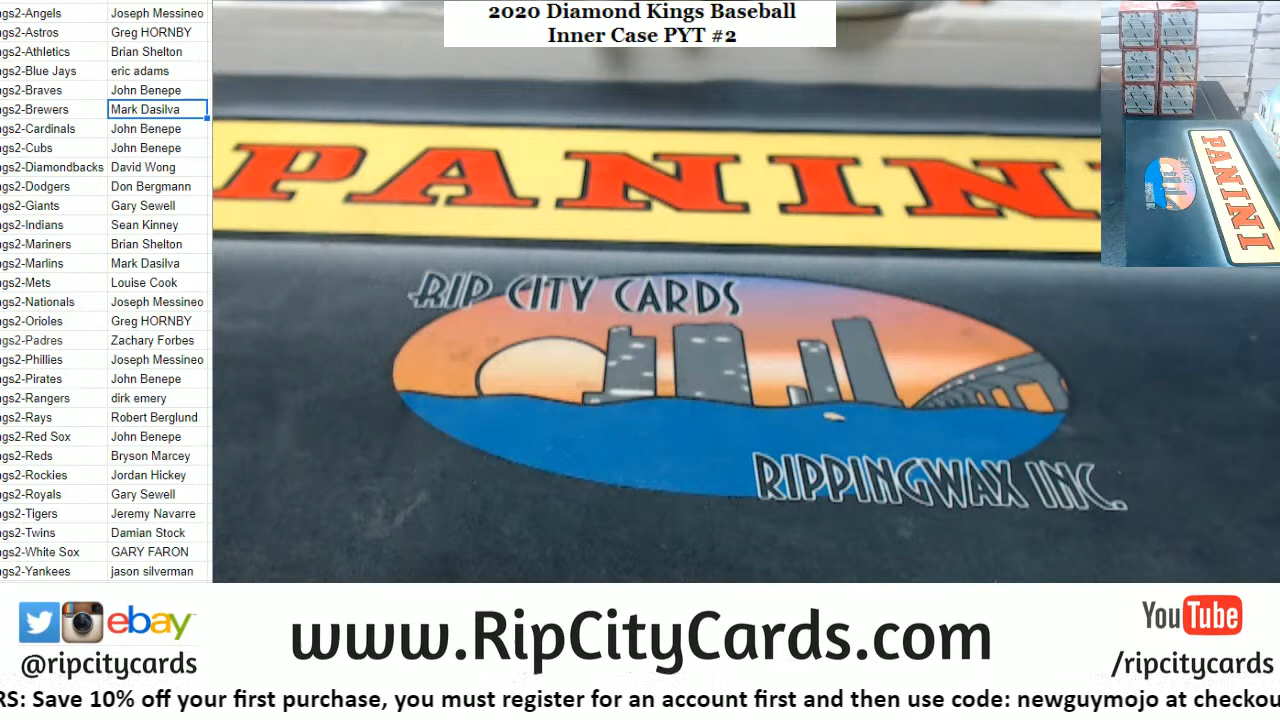 2020 Diamond Kings Baseball
Inner Case PYT #2
ngs2-Angels Joseph Messineo
ngs2-Astros Greg HORNBY
ngs2-Athletics Brian Shelton
ngs2-Blue Jays eric adams
ngs2-Braves John Benepe
ngs2-Brewers Mark Dasilva
ngs2-Cardinals John Benepe
ngs2-Cubs John Benepe
ngs2-Diamondbacks David Wong
ngs2-Dodgers Don Bergmann
ngs2-Giants Gary Sewell
ngs2-Indians Sean Kinney
ngs2-Mariners Brian Shelton
ngs2-Marlins Mark Dasilva
ngs2-Mets Louise Cook
ngs2-Nationals Joseph Messineo
ngs2-Orioles Greg HORNBY
ngs2-Padres Zachary Forbes
ngs2-Phillies Joseph Messineo
ngs2-Pirates John Benepe
ngs2-Rangers dirk emery
ngs2-Rays Robert Berglund
ngs2-Red Sox John Benepe
ngs2-Reds Bryson Marcey
ngs2-Rockies Jordan Hickey
ngs2-Royals Gary Sewell
ngs2-Tigers Jeremy Navarre
ngs2-Twins Damian Stock
ngs2-White Sox GARY FARON
ngs2-Yankees jason silverman
PANINI
RIP CITY CARDS
RIPPINGWAX INC.
PANINI
ebay
@ripcitycards
www.RipCityCards.com
YouTube
/ripcitycards
RS: Save 10% off your first purchase, you must register for an account first and then use code: newguymojo at checkou